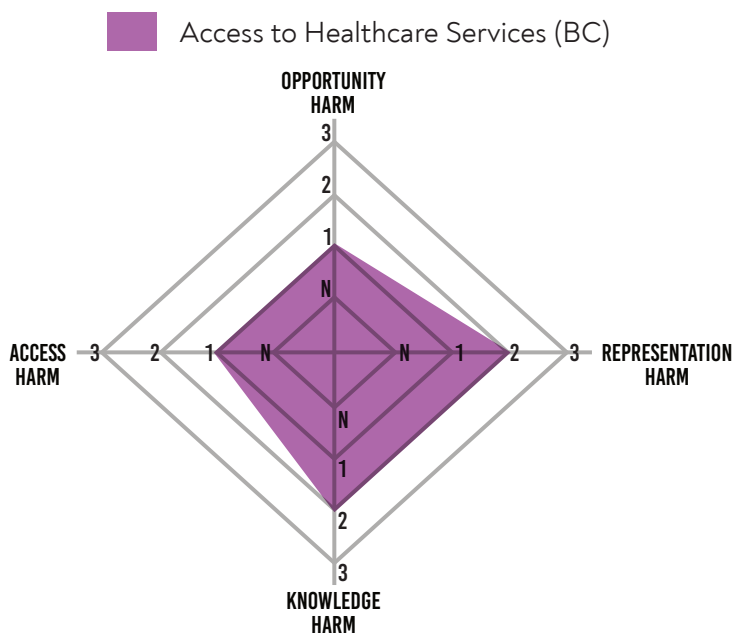 Access to Healthcare Services (BC)
OPPORTUNITY
HARM
3
2
1
N
ACCESS
HARM
3 2 1 N N 1 2 3
REPRESENTATION
HARM
N
1
2
3
KNOWLEDGE
HARM